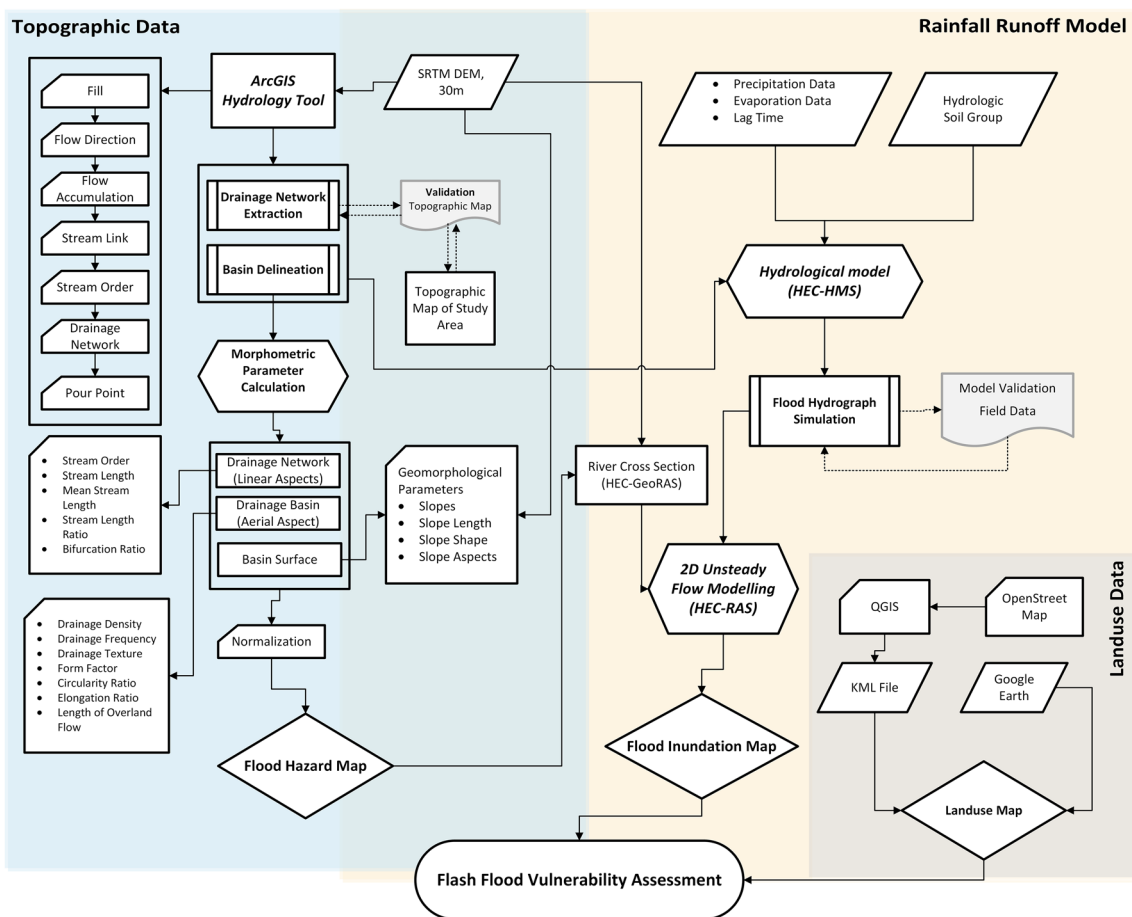 Topographic Data
Rainfall Runoff Model
Fill
Flow Direction
Flow
Accumulation
Stream Link
Stream Order
Drainage
Network
Pour Point
ArcGIS
Hydrology Tool
SRTM DEM,
30m
• Precipitation Data
• Evaporation Data
• Lag Time
Hydrologic
Soil Group
Drainage Network
Extraction
Basin Delineation
Validation
Topographic Map
Topographic
Map of Study
Area
Hydrological model
(HEC-HMS)
Morphometric
Parameter
Calculation
Flood Hydrograph
Simulation
Model Validation
Field Data
• Stream Order
• Stream Length
• Mean Stream
Length
• Stream Length
Ratio
• Bifurcation Ratio
Drainage Network
(Linear Aspects)
Drainage Basin
(Aerial Aspect)
Basin Surface
Geomorphological
Parameters
• Slopes
• Slope Length
• Slope Shape
• Slope Aspects
River Cross Section
(HEC-GeoRAS)
2D Unsteady
Flow Modelling
(HEC-RAS)
• Drainage Density
• Drainage Frequency
• Drainage Texture
• Form Factor
• Circularity Ratio
• Elongation Ratio
• Length of Overland
Flow
Normalization
Flood Hazard Map
Flood Inundation Map
Landuse Data
QGIS
OpenStreet
Map
KML File
Google
Earth
Landuse Map
Flash Flood Vulnerability Assessment